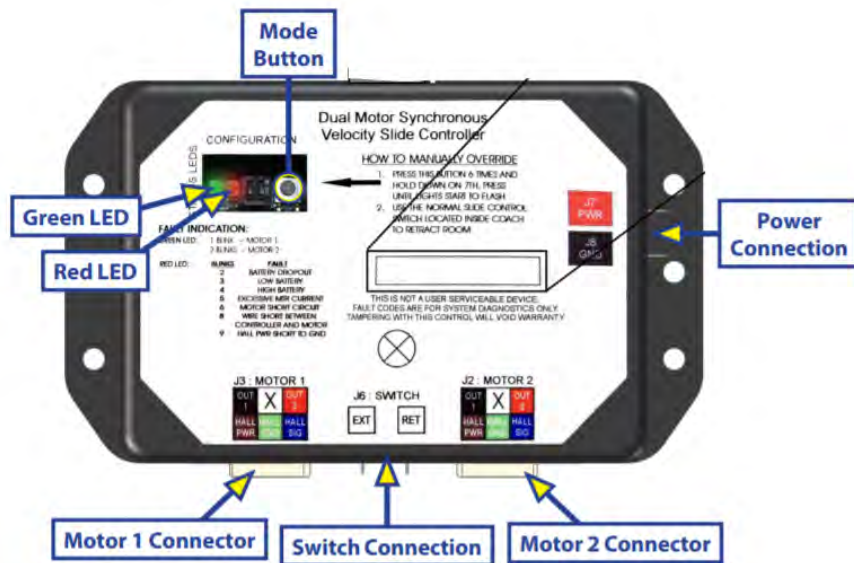 Mode
Button
Dual Motor Synchronous
Velocity Slide Controller
CONFIGURATION
LEDS
HOW TO MANUALLY OVERRIDE
1. PRESS THIS BUTTON 6 TIMES AND
HOLD DOWN ON 7TH, PRESS
UNTIL LIGHTS START TO FLASH
2. USE THE NORMAL SLIDE CONTROL
SWITCH LOCATED INSIDE COACH
TO RETRACT ROOM.
J7
PWR
J8
GND
Power
Connection
Green LED
Red LED
FAULT INDICATION:
GREEN LED: 1 BLINK - MOTOR 1
2 BLINKS - MOTOR 2
RED LED: BLINKS FAULT
2 BATTERY DROPOUT
3 LOW BATTERY
4 HIGH BATTERY
5 EXCESSIVE MTR CURRENT
6 MOTOR SHORT CIRCUIT
8 WIRE SHORT BETWEEN
CONTROLLER AND MOTOR
9 HALL PWR SHORT TO GND
THIS IS NOT A USER SERVICEABLE DEVICE.
FAULT CODES ARE FOR SYSTEM DIAGNOSTICS ONLY.
TAMPERING WITH THIS CONTROL WILL VOID WARRANTY
J3 : MOTOR 1
OUT 1 X OUT 2
HALL PWR HALL GND HALL SIG
J6 : SWITCH
EXT RET
J2 : MOTOR 2
OUT 1 X OUT 2
HALL PWR HALL GND HALL SIG
Motor 1 Connector
Switch Connection
Motor 2 Connector